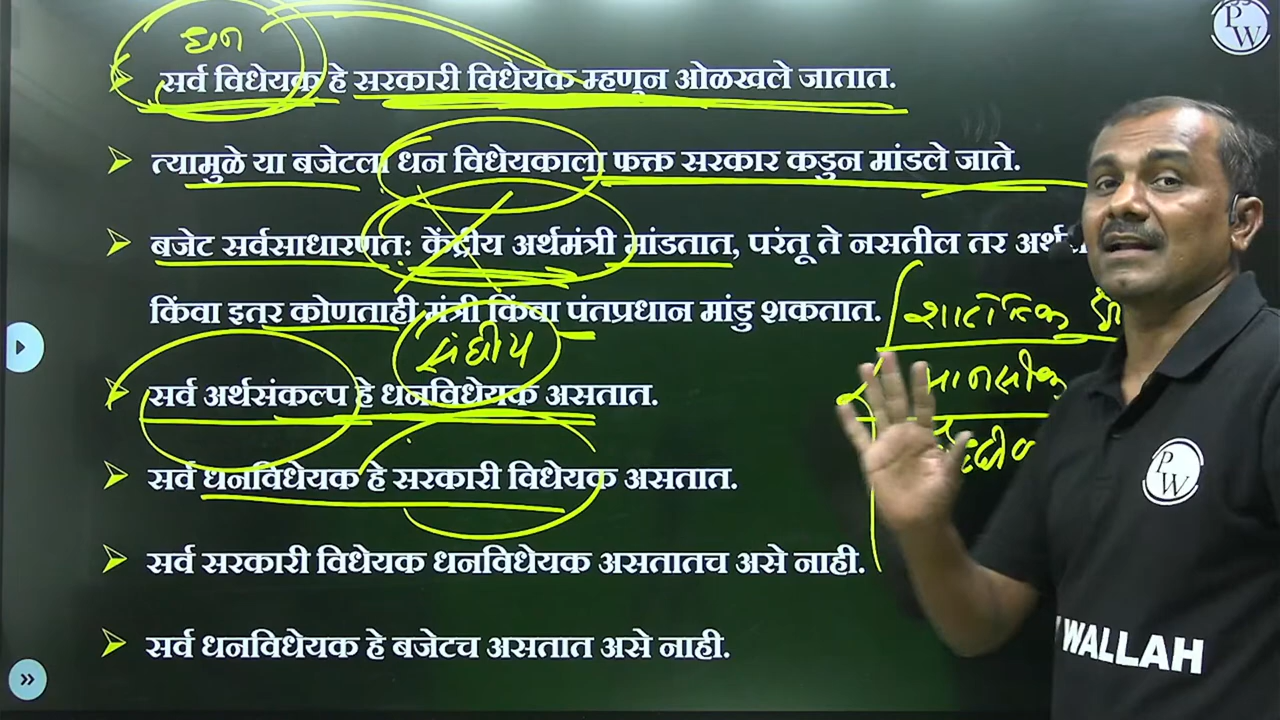 धन
सर्व विधेयक हे सरकारी विधेयक म्हणून ओळखले जातात.
त्यामुळे या बजेटला धन विधेयकाला फक्त सरकार कडुन मांडले जाते.
बजेट सर्वसाधारणत: केंद्रीय अर्थमंत्री मांडतात, परंतू ते नसतील तर
किंवा इतर कोणताही मंत्री किंवा पंतप्रधान मांडु शकतात.
संघीय
सर्व अर्थसंकल्प हे धनविधेयक असतात.
सर्व धनविधेयक हे सरकारी विधेयक असतात.
सर्व सरकारी विधेयक धनविधेयक असतातच असे नाही.
सर्व धनविधेयक हे बजेटच असतात असे नाही.
PW
PW
WALLAH